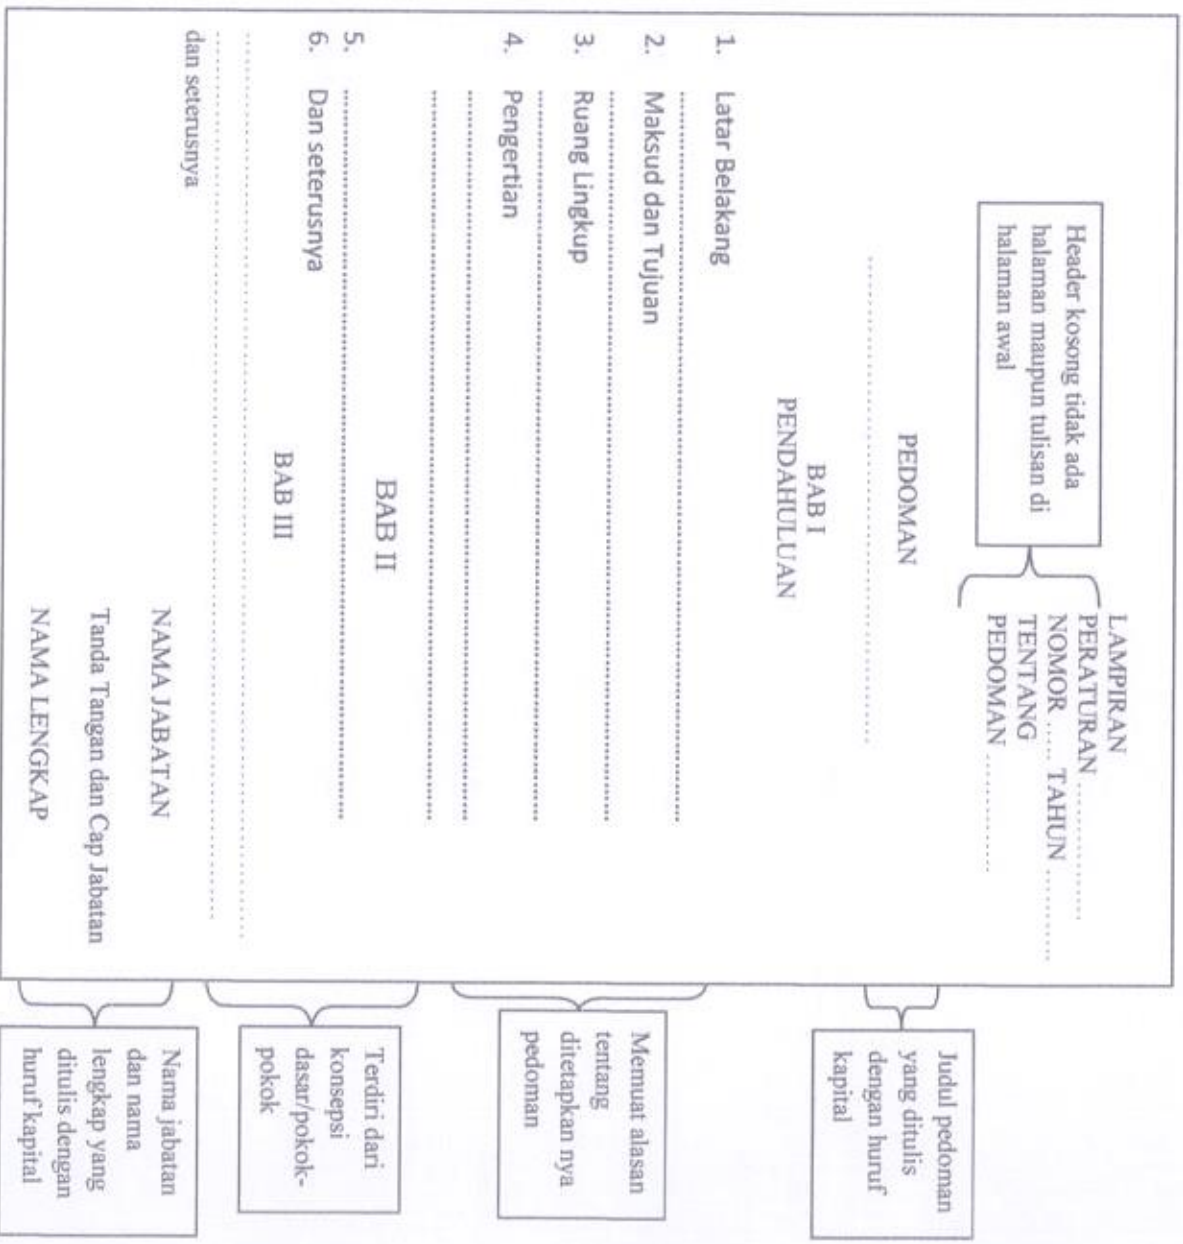 LAMPIRAN
PERATURAN ................
NOMOR ..... TAHUN ..............
TENTANG
PEDOMAN ................
Header kosong tidak ada
halaman maupun tulisan di
halaman awal
PEDOMAN
................................................................
Judul pedoman
yang ditulis
dengan huruf
kapital
BAB I
PENDAHULUAN
1. Latar Belakang
................................................................
2. Maksud dan Tujuan
................................................................
3. Ruang Lingkup
................................................................
4. Pengertian
................................................................
Memuat alasan
tentang
ditetapkan nya
pedoman
................................................................
BAB II
5. ................................................................
6. Dan seterusnya
BAB III
................................................................
................................................................
dan seterusnya
Terdiri dari
konsepsi
dasar/pokok-
pokok
NAMA JABATAN
Tanda Tangan dan Cap Jabatan
NAMA LENGKAP
Nama jabatan
dan nama
lengkap yang
ditulis dengan
huruf kapital